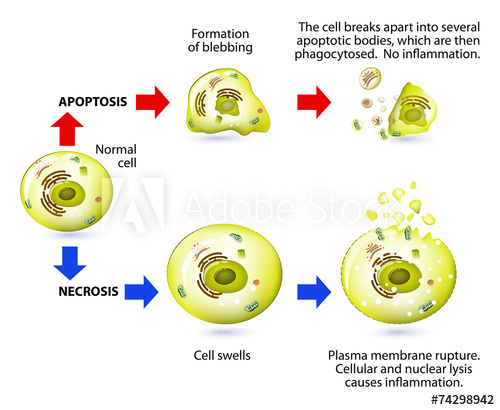 Formation
of blebbing
The cell breaks apart into several
apoptotic bodies, which are then
phagocytosed. No inflammation.
APOPTOSIS
Normal
cell
Adobe Stock
NECROSIS
Cell swells
Plasma membrane rupture.
Cellular and nuclear lysis
causes inflammation.
#74298942